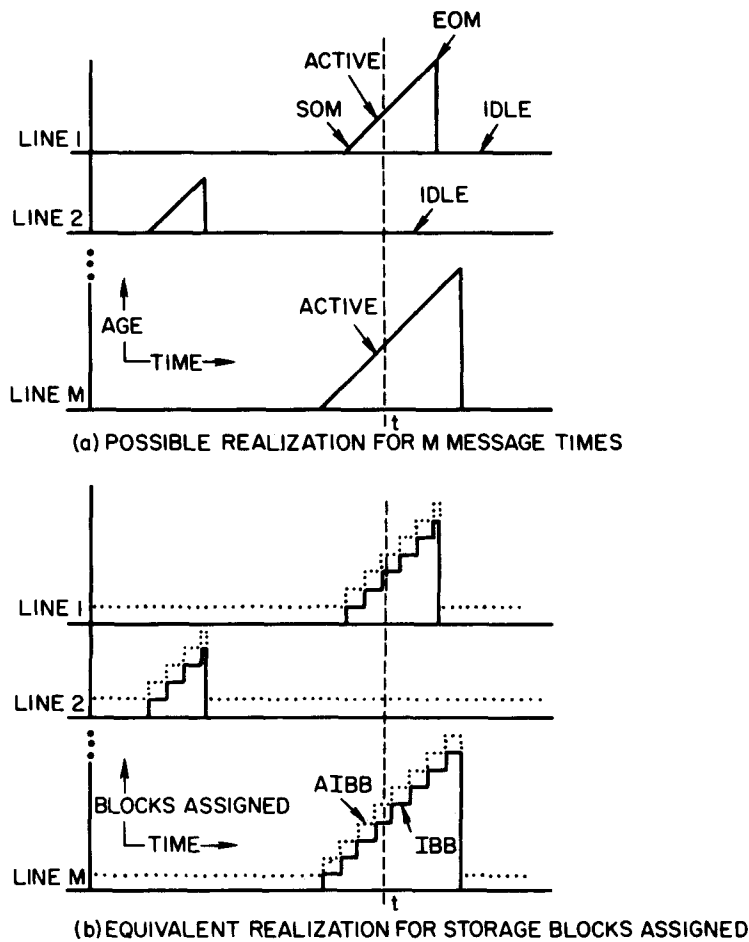 EOM
ACTIVE
SOM
IDLE
LINE 1
IDLE
LINE 2
ACTIVE
AGE
TIME
LINE M
t
(a) POSSIBLE REALIZATION FOR M MESSAGE TIMES
LINE 1
LINE 2
AIBB
BLOCKS ASSIGNED
IBB
TIME
LINE M
t
(b) EQUIVALENT REALIZATION FOR STORAGE BLOCKS ASSIGNED